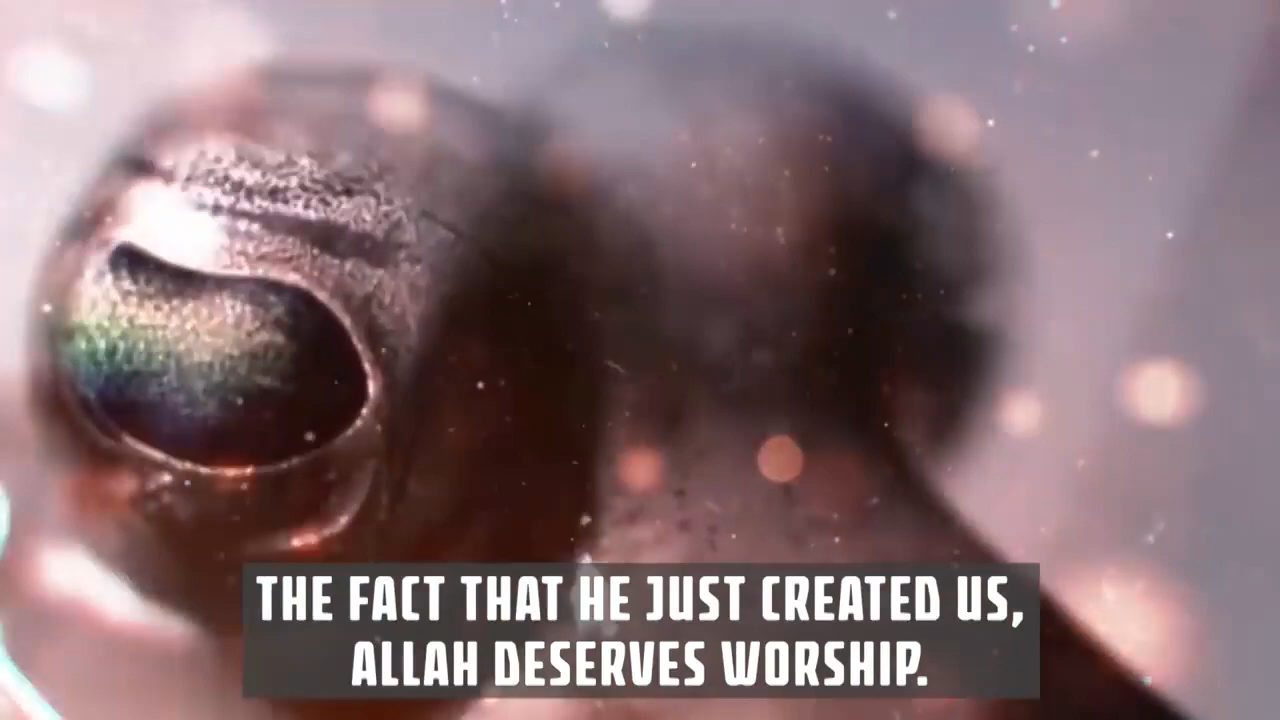 THE FACT THAT HE JUST CREATED US,
ALLAH DESERVES WORSHIP.